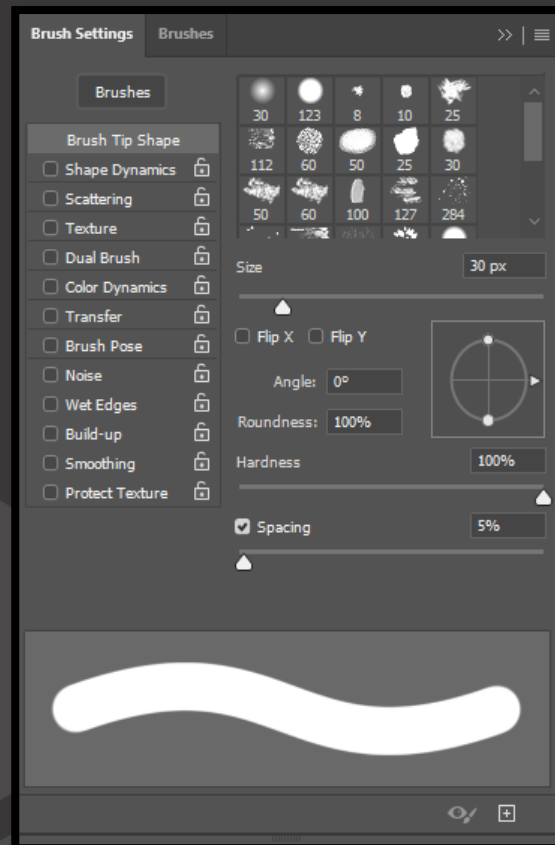 Brush Settings Brushes
Brushes
30 123 8 10 25
112 60 50 25 30
50 60 100 127 284
Brush Tip Shape
Shape Dynamics
Scattering
Texture
Dual Brush
Color Dynamics
Transfer
Brush Pose
Noise
Wet Edges
Build-up
Smoothing
Protect Texture
Size 30 px
Flip X Flip Y
Angle: 0º
Roundness: 100%
Hardness 100%
Spacing 5%